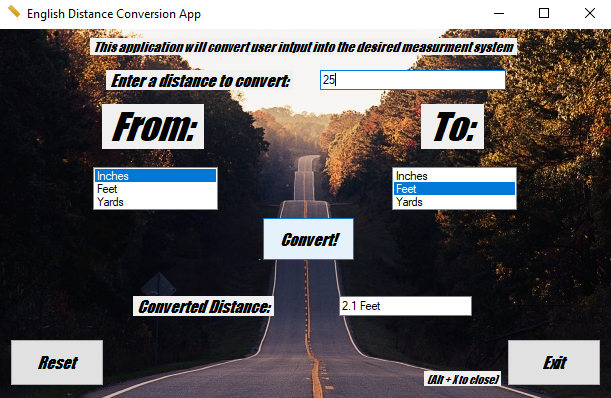 English Distance Conversion App
This application will convert user intput into the desired measurment system
Enter a distance to convert: 25
From: To:
Inches Inches
Feet Feet
Yards Yards
Convert!
Converted Distance: 2.1 Feet
Reset Exit
(Alt + X to close)